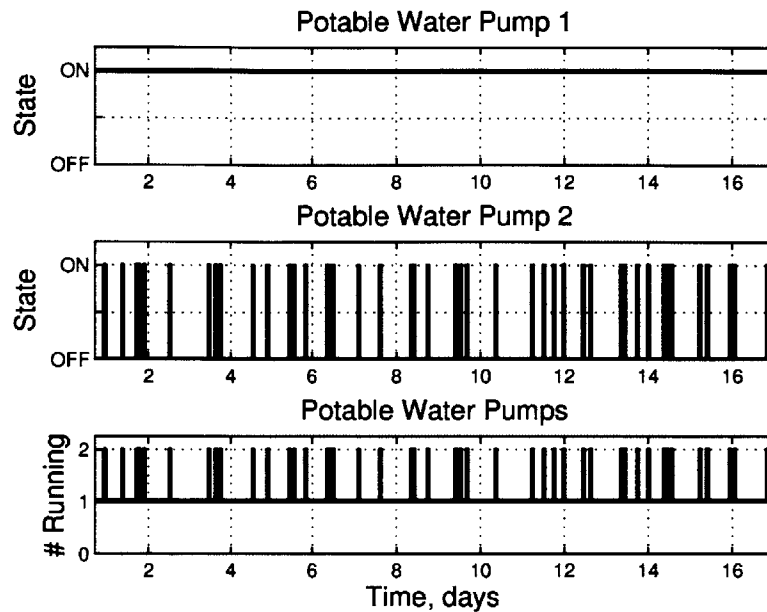 Potable Water Pump 1
ON
State
OFF
2 4 6 8 10 12 14 16
Potable Water Pump 2
ON
State
OFF
2 4 6 8 10 12 14 16
Potable Water Pumps
2
# Running
1
0
2 4 6 8 10 12 14 16
Time, days